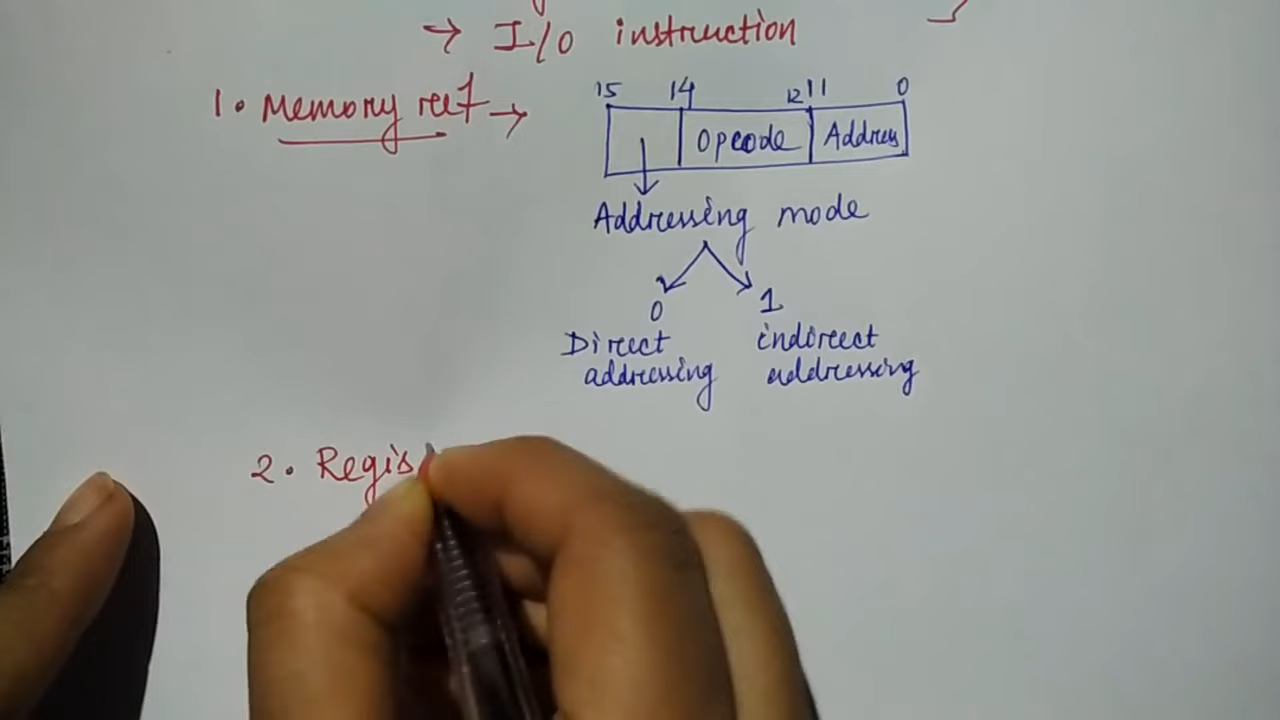 → I/O instruction
1. Memory ref →
15 14 12 11 0
Opcode Address
Addressing mode
0 1
Direct indirect
addressing addressing
2. Regis